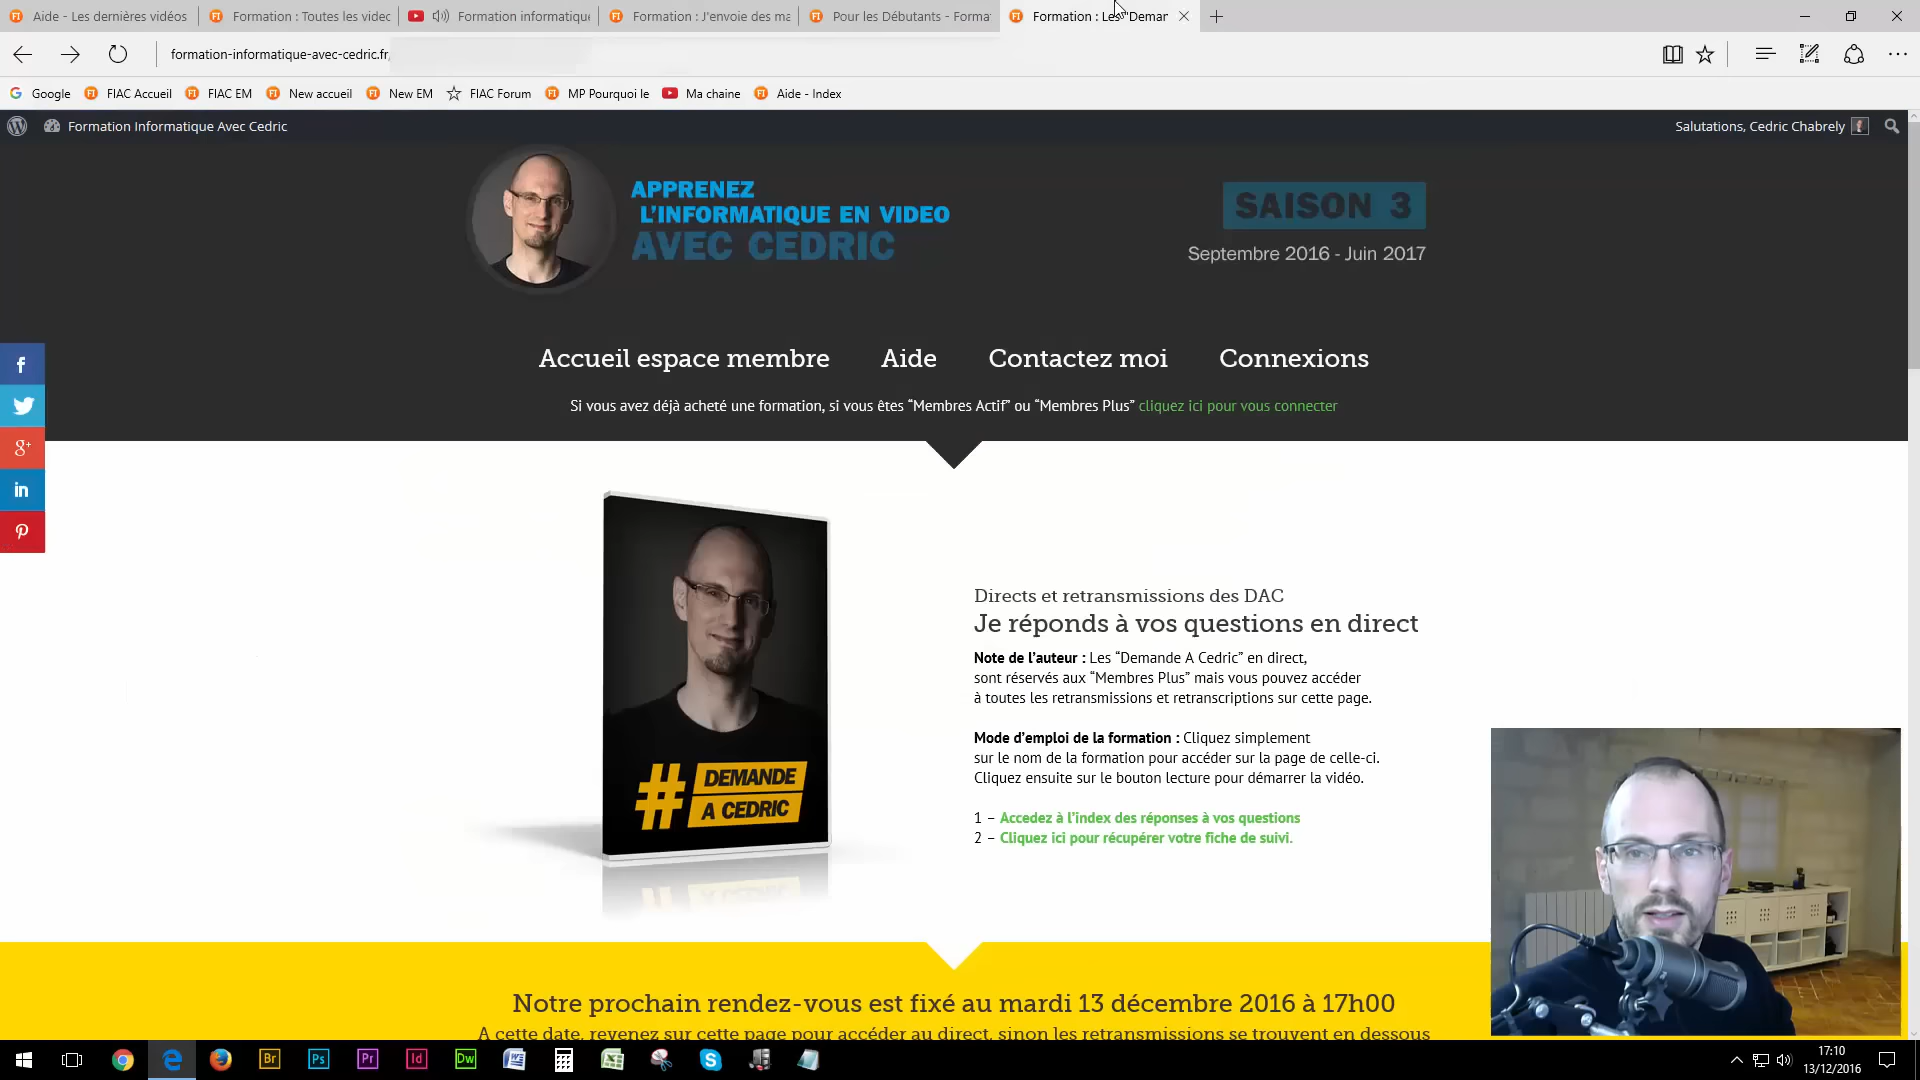 Aide - Les dernières vidéos
Formation : Toutes les videc
Formation informatique
Formation : J'envoie des ma
Pour les Débutants - Forma
Formation : Les "Deman
formation-informatique-avec-cedric.fr,
Google
FIAC Accueil
FIAC EM
New accueil
New EM
FIAC Forum
MP Pourquoi le
Ma chaine
Aide - Index
Formation Informatique Avec Cedric
Salutations, Cedric Chabrely
APPRENEZ
L'INFORMATIQUE EN VIDEO
AVEC CEDRIC
SAISON 3
Septembre 2016 - Juin 2017
Accueil espace membre
Aide
Contactez moi
Connexions
Si vous avez déjà acheté une formation, si vous êtes “Membres Actif” ou “Membres Plus” cliquez ici pour vous connecter
f
g+
in
Directs et retransmissions des DAC
Je réponds à vos questions en direct
Note de l’auteur : Les “Demande A Cedric” en direct,
sont réservés aux “Membres Plus” mais vous pouvez accéder
à toutes les retransmissions et retranscriptions sur cette page.
Mode d’emploi de la formation : Cliquez simplement
sur le nom de la formation pour accéder sur la page de celle-ci.
Cliquez ensuite sur le bouton lecture pour démarrer la vidéo.
1 – Accedez à l’index des réponses à vos questions
2 – Cliquez ici pour récupérer votre fiche de suivi.
# DEMANDE
A CEDRIC
Notre prochain rendez-vous est fixé au mardi 13 décembre 2016 à 17h00
A cette date, revenez sur cette page pour accéder au direct, sinon les retransmissions se trouvent en dessous
Br
Ps
Pr
Id
Dw
17:10
13/12/2016